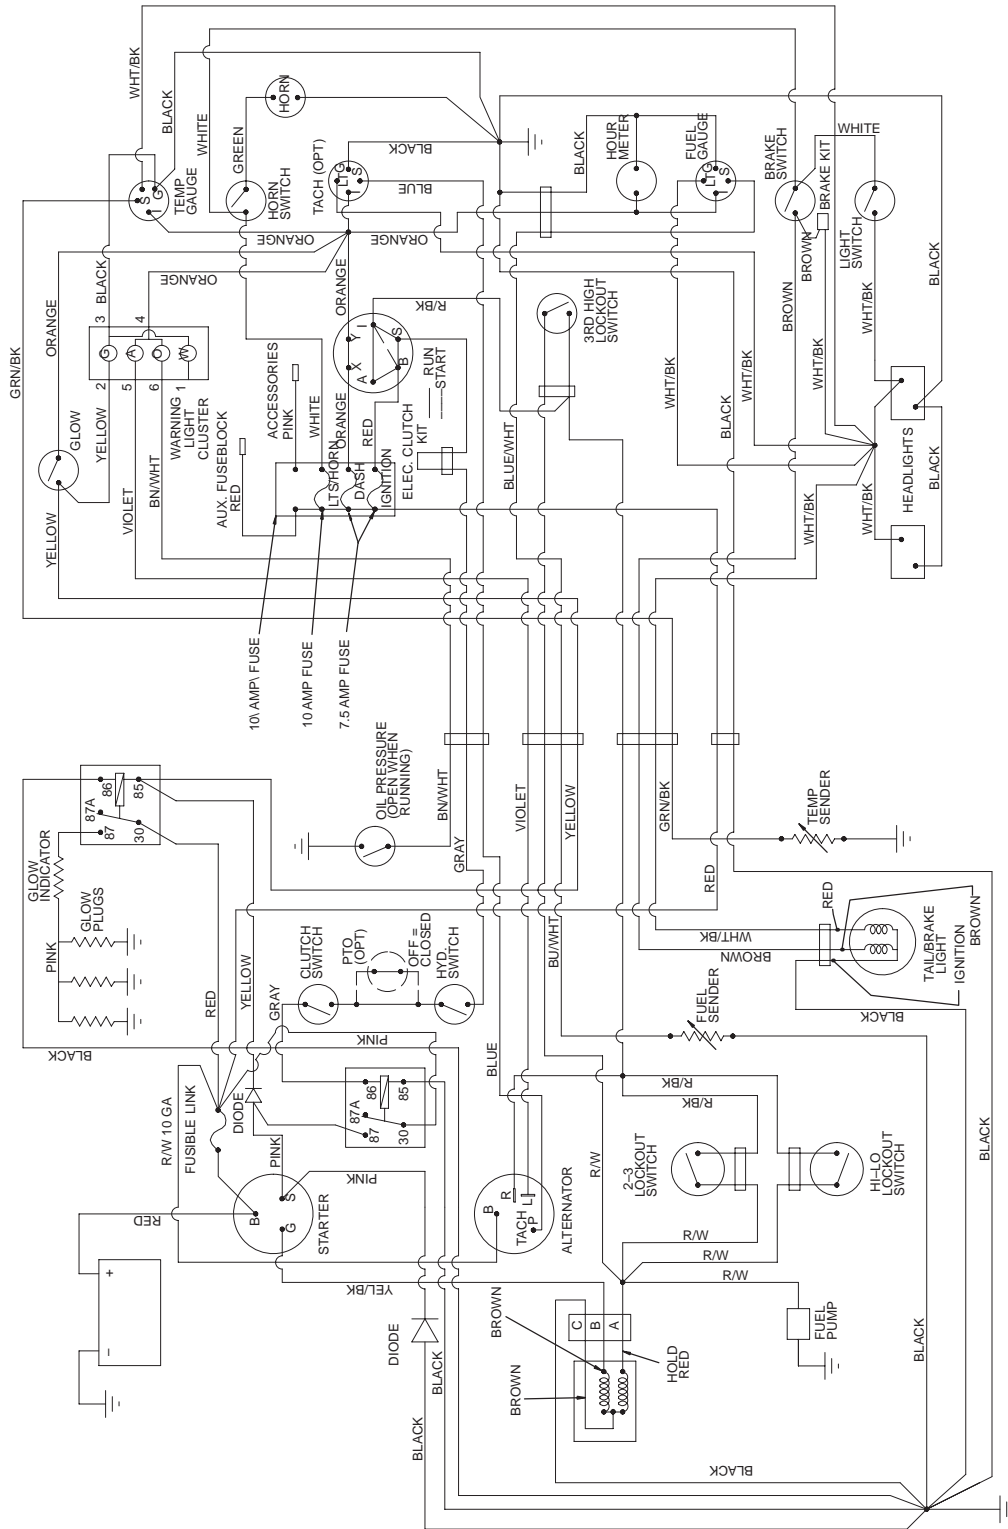 WHT/BK
BLACK
WHITE
GREEN
HORN
GRN/BK
ORANGE
BLACK
ORANGE
S
G
I
TEMP
GAUGE
HORN
SWITCH
TACH (OPT)
LTG
I
S
BLACK
BLUE
ORANGE
ORANGE
BLACK
HOUR
METER
FUEL
GAUGE
LTG
I
S
BRAKE
SWITCH
WHITE
BRAKE KIT
BROWN
BROWN
LIGHT
SWITCH
GLOW
YELLOW
YELLOW
VIOLET
BN/WHT
3
4
G
A
O
W
2
5
6
1
WARNING
LIGHT
CLUSTER
AUX. FUSEBLOCK
RED
ACCESSORIES
PINK
WHITE
ORANGE
ORANGE
RED
LTS/HORN
DASH
IGNITION
Y
I
X
A
S
B
R/BK
RUN
START
ELEC. CLUTCH
KIT
3RD HIGH
LOCKOUT
SWITCH
BLUE/WHT
WHT/BK
WHT/BK
BLACK
WHT/BK
WHT/BK
WHT/BK
WHT/BK
BLACK
BLACK
HEADLIGHTS
10\ AMP\ FUSE
10 AMP FUSE
7.5 AMP FUSE
87A
86
87
85
30
GLOW
INDICATOR
GLOW
PLUGS
PINK
OIL PRESSURE
(OPEN WHEN
RUNNING)
BN/WHT
GRAY
VIOLET
YELLOW
GRN/BK
RED
TEMP
SENDER
BLACK
RED
YELLOW
GRAY
CLUTCH
SWITCH
PTO
(OPT)
OFF =
CLOSED
HYD.
SWITCH
PINK
BU/WHT
BROWN
WHT/BK
RED
TAIL/BRAKE
LIGHT
IGNITION
BROWN
BLACK
FUEL
SENDER
R/W 10 GA
FUSIBLE LINK
DIODE
PINK
PINK
87A
86
87
85
30
BLUE
R/BK
R/BK
R/W
RED
+
–
B
S
G
STARTER
B
R
TACH
L
P
ALTERNATOR
2–3
LOCKOUT
SWITCH
HI–LO
LOCKOUT
SWITCH
R/W
R/W
R/W
BLACK
YEL/BK
DIODE
BLACK
BLACK
BROWN
BROWN
C
B
A
HOLD
RED
FUEL
PUMP
BLACK
BLACK